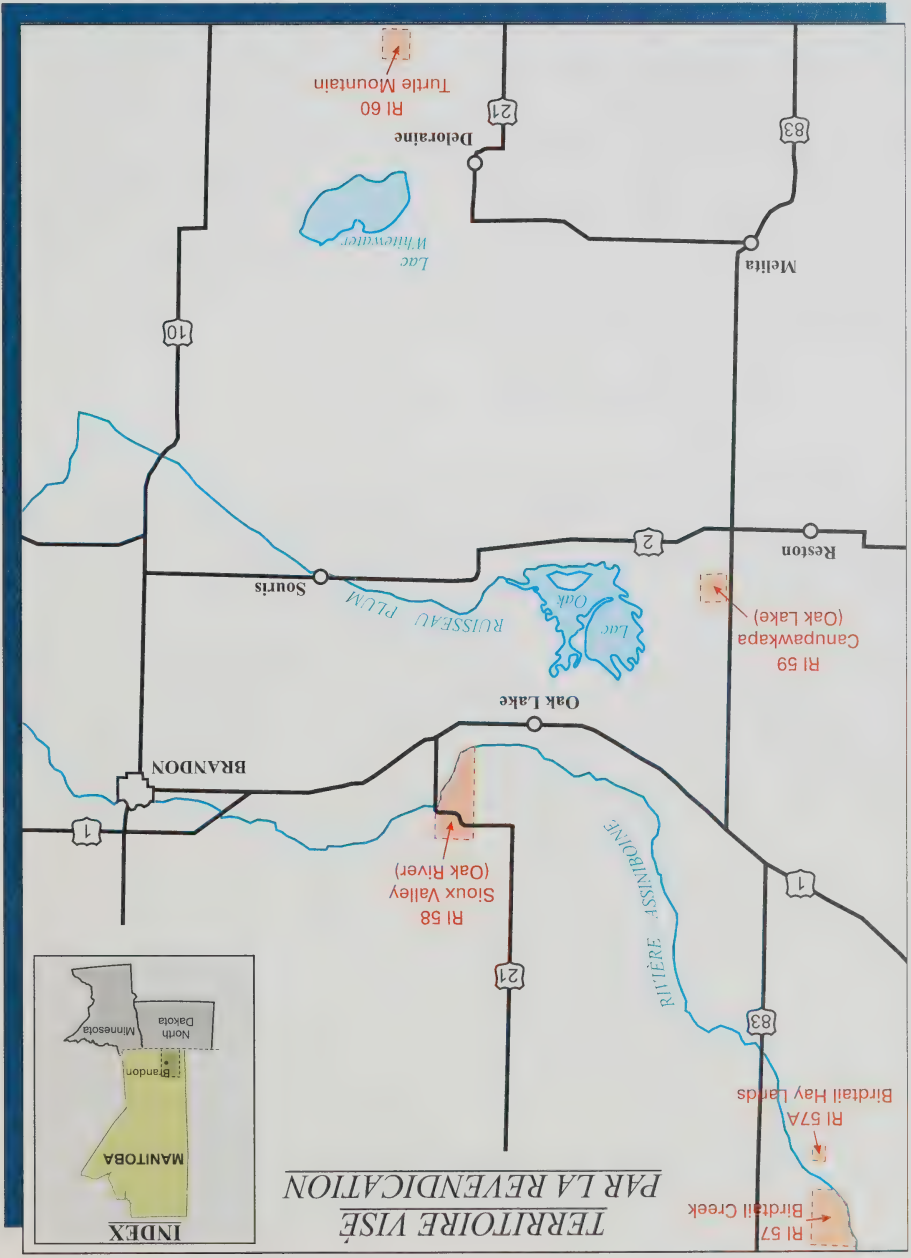 TERRITOIRE VISÉ
PAR LA REVENDICATION
INDEX
MANITOBA
Brandon
North
Dakota
Minnesota
RI 57
Birdtail Creek
RI 57A
Birdtail Hay Lands
83
21
1
RIVIÈRE ASSINIBOINE
RI 58
Sioux Valley
(Oak River)
1
BRANDON
Oak Lake
RI 59
Canupawkapa
(Oak Lake)
Lac
Oak
RUISSEAU PLUM
Souris
Reston
2
10
Melita
Lac
Whitewater
Deloraine
83
21
RI 60
Turtle Mountain